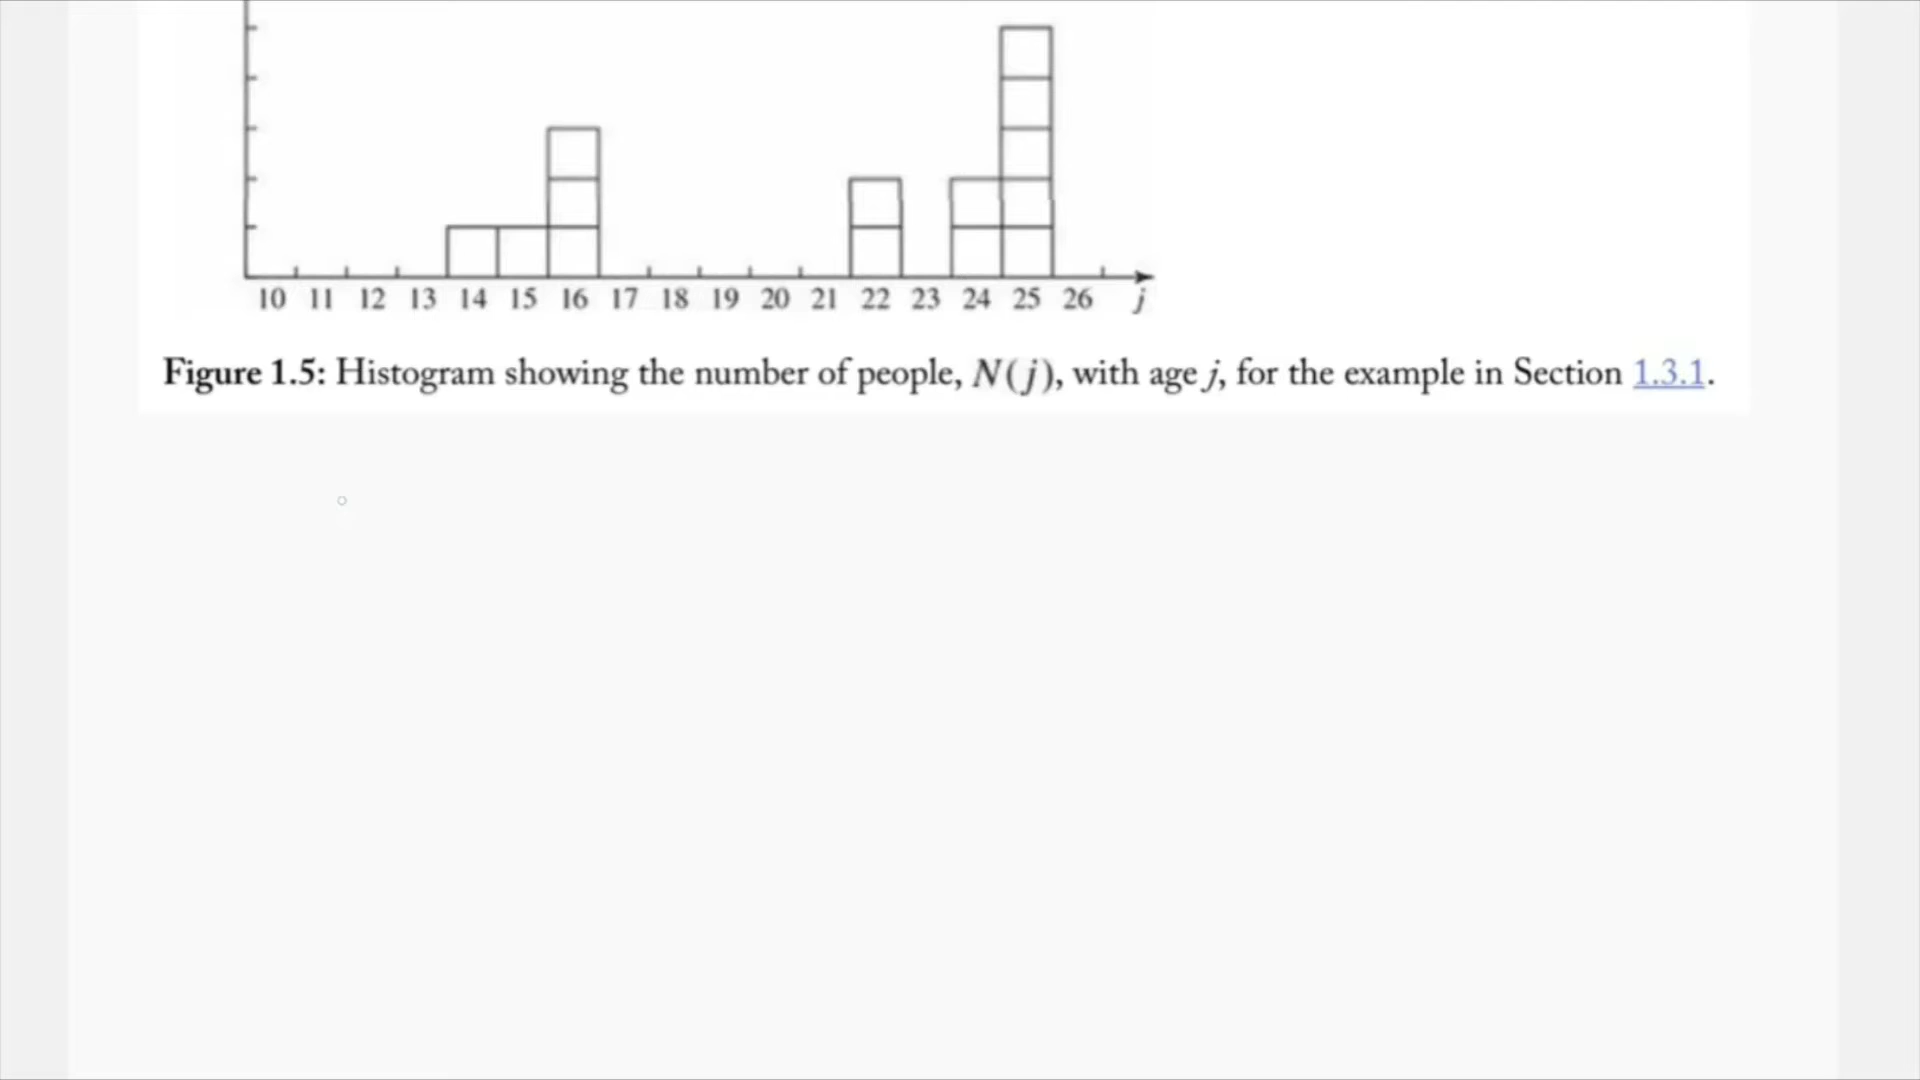 10 11 12 13 14 15 16 17 18 19 20 21 22 23 24 25 26 j
Figure 1.5: Histogram showing the number of people, N(j), with age j, for the example in Section 1.3.1.